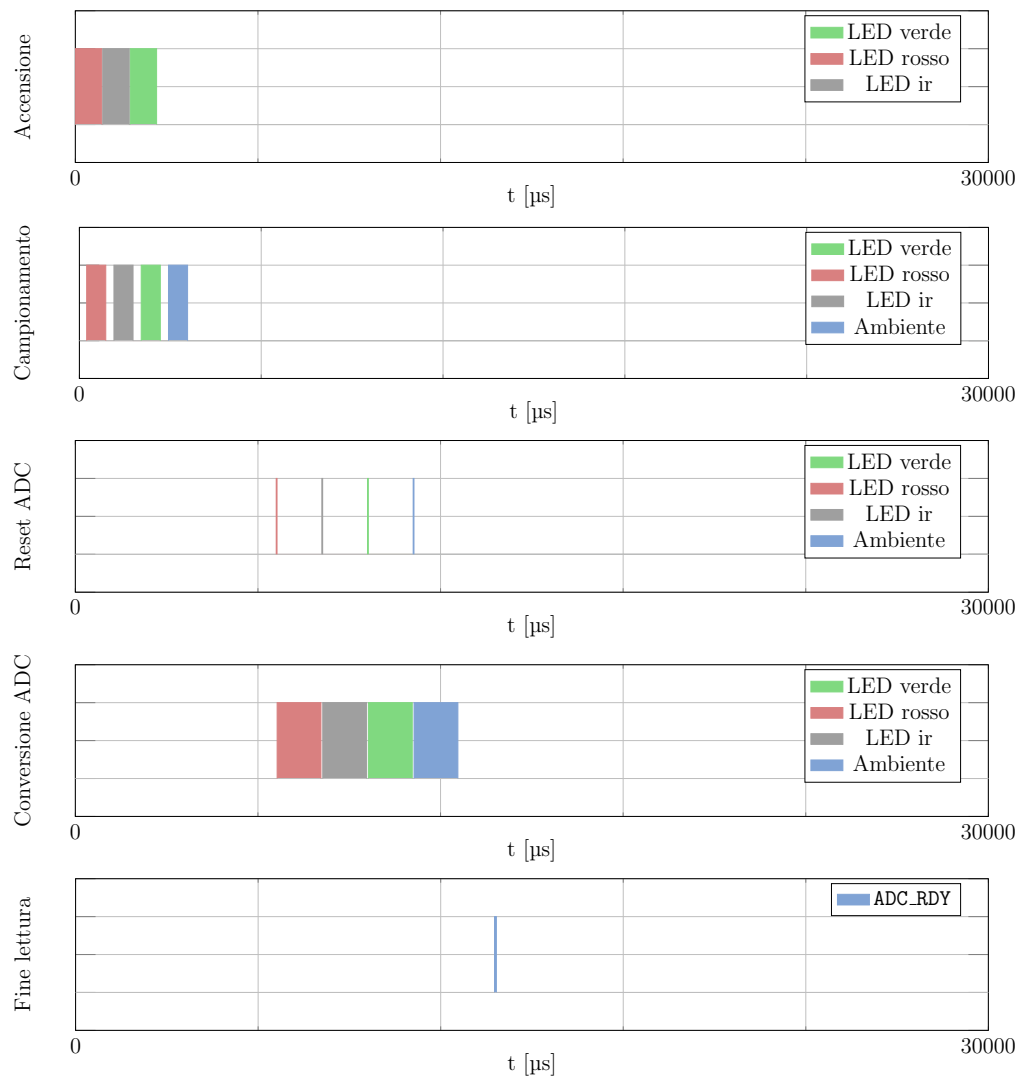 Accensione
LED verde
LED rosso
LED ir
0
30000
t [µs]
Campionamento
LED verde
LED rosso
LED ir
Ambiente
0
30000
t [µs]
Reset ADC
LED verde
LED rosso
LED ir
Ambiente
0
30000
t [µs]
Conversione ADC
LED verde
LED rosso
LED ir
Ambiente
0
30000
t [µs]
Fine lettura
ADC_RDY
0
30000
t [µs]